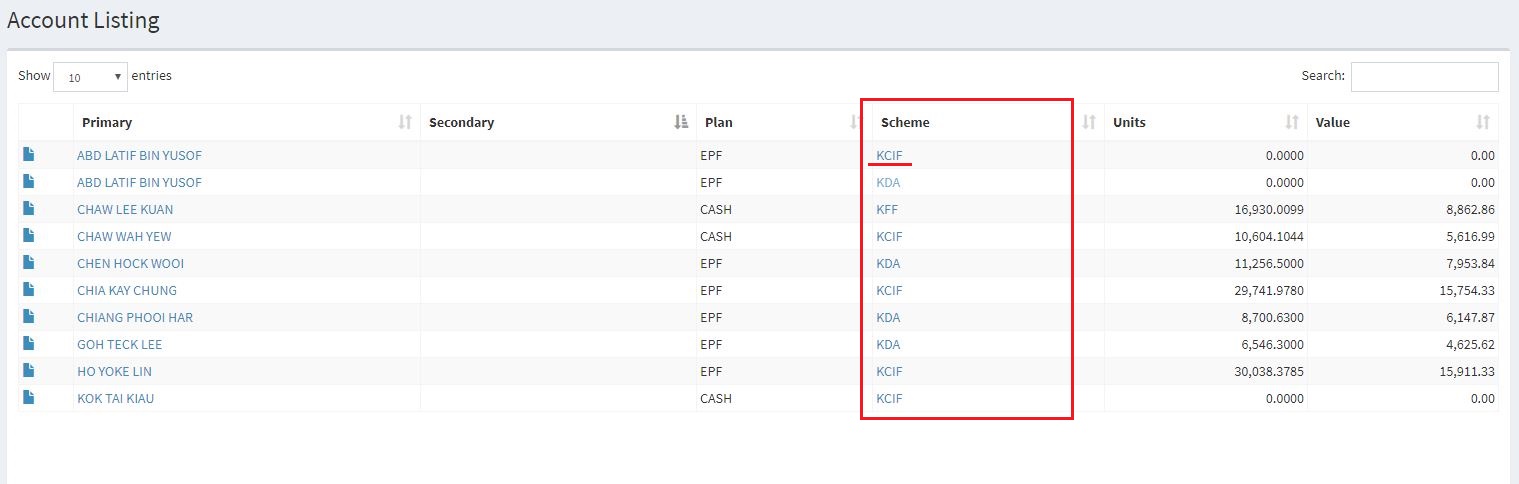 Account Listing
Show 10 entries Search:
Primary Secondary Plan Scheme Units Value
ABD LATIF BIN YUSOF EPF KCIF 0.0000 0.00
ABD LATIF BIN YUSOF EPF KDA 0.0000 0.00
CHAW LEE KUAN CASH KFF 16,930.0099 8,862.86
CHAW WAH YEW CASH KCIF 10,604.1044 5,616.99
CHEN HOCK WOOI EPF KDA 11,256.5000 7,953.84
CHIA KAY CHUNG EPF KCIF 29,741.9780 15,754.33
CHIANG PHOOI HAR EPF KDA 8,700.6300 6,147.87
GOH TECK LEE EPF KDA 6,546.3000 4,625.62
HO YOKE LIN EPF KCIF 30,038.3785 15,911.33
KOK TAI KIAU CASH KCIF 0.0000 0.00